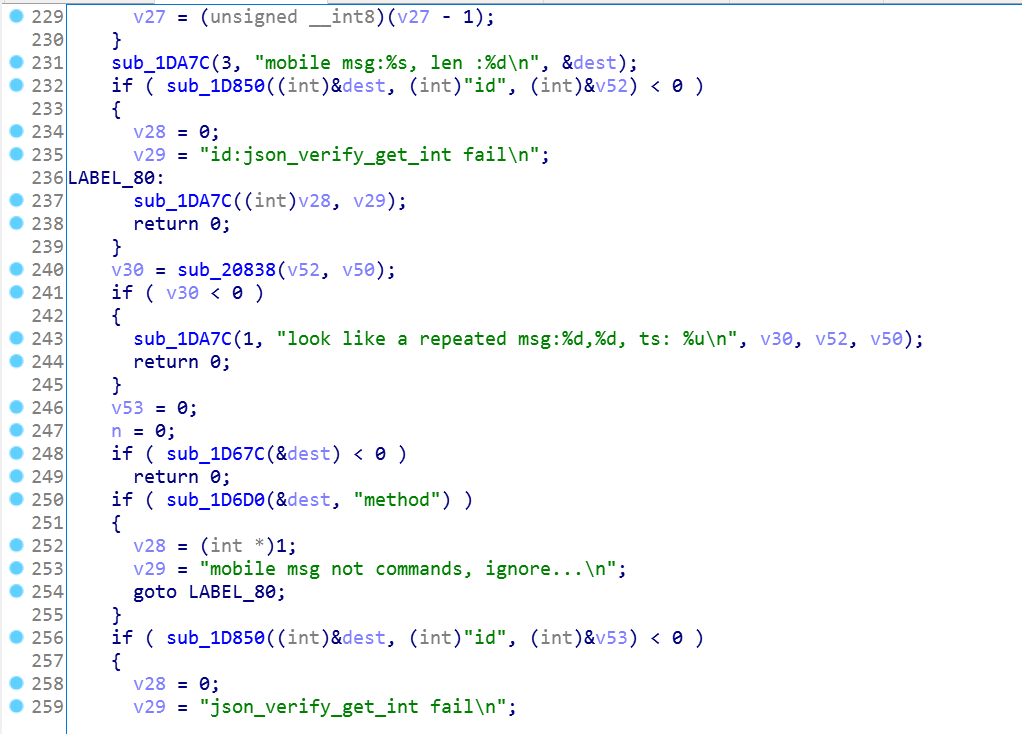 229 v27 = (unsigned __int8)(v27 - 1);
230 }
231 sub_1DA7C(3, "mobile msg:%s, len :%d\n", &dest);
232 if ( sub_1D850((int)&dest, (int)"id", (int)&v52) < 0 )
233 {
234 v28 = 0;
235 v29 = "id:json_verify_get_int fail\n";
236 LABEL_80:
237 sub_1DA7C((int)v28, v29);
238 return 0;
239 }
240 v30 = sub_20838(v52, v50);
241 if ( v30 < 0 )
242 {
243 sub_1DA7C(1, "look like a repeated msg:%d,%d, ts: %u\n", v30, v52, v50);
244 return 0;
245 }
246 v53 = 0;
247 n = 0;
248 if ( sub_1D67C(&dest) < 0 )
249 return 0;
250 if ( sub_1D6D0(&dest, "method") )
251 {
252 v28 = (int *)1;
253 v29 = "mobile msg not commands, ignore...\n";
254 goto LABEL_80;
255 }
256 if ( sub_1D850((int)&dest, (int)"id", (int)&v53) < 0 )
257 {
258 v28 = 0;
259 v29 = "json_verify_get_int fail\n";